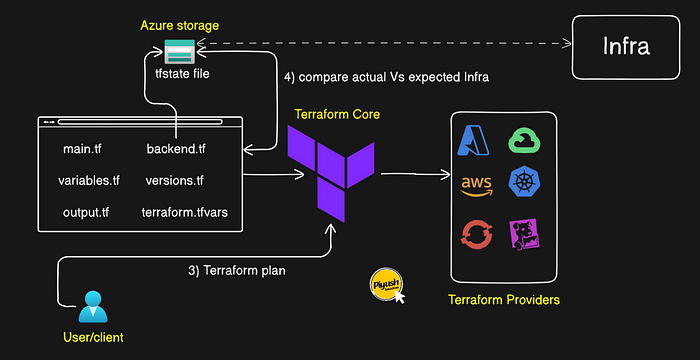 Azure storage
tfstate file
Infra
4) compare actual Vs expected Infra
Terraform Core
main.tf
backend.tf
variables.tf
versions.tf
output.tf
terraform.tfvars
aws
3) Terraform plan
Piyush
Terraform Providers
User/client